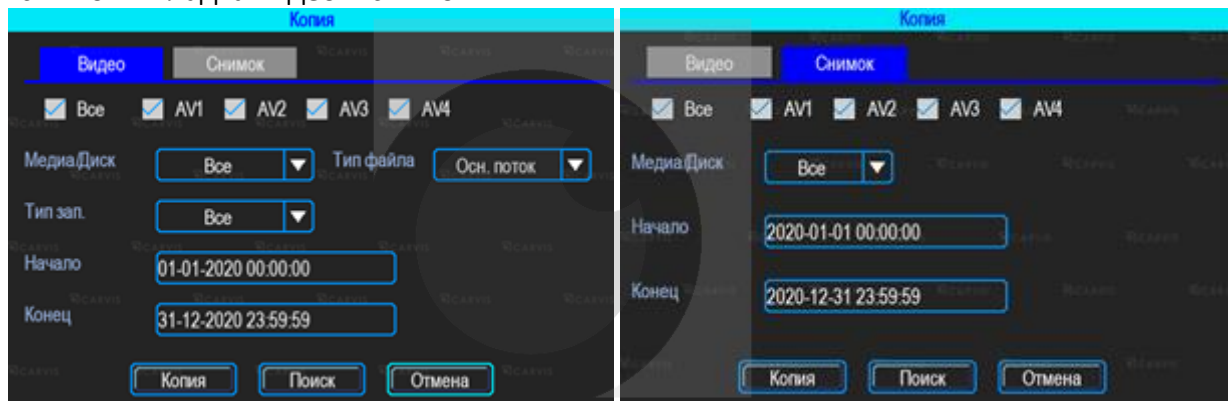 Копия
Видео Снимок
Все AV1 AV2 AV3 AV4
Медиа/Диск Все Тип файла Осн. поток
Тип зап. Все
Начало 01-01-2020 00:00:00
Конец 31-12-2020 23:59:59
Копия Поиск Отмена
Копия
Видео Снимок
Все AV1 AV2 AV3 AV4
Медиа/Диск Все
Начало 2020-01-01 00:00:00
Конец 2020-12-31 23:59:59
Копия Поиск Отмена
CARVIS